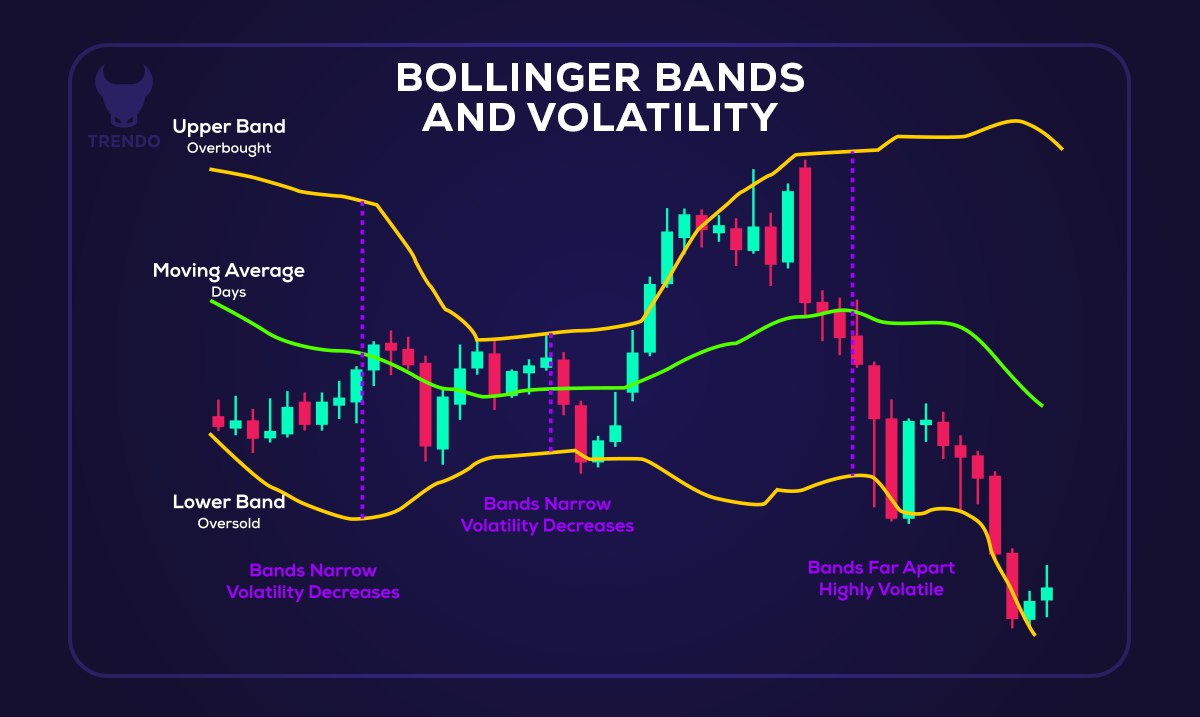 BOLLINGER BANDS
AND VOLATILITY
TRENDO
Upper Band
Overbought
Moving Average
Days
Lower Band
Oversold
Bands Narrow
Volatility Decreases
Bands Narrow
Volatility Decreases
Bands Far Apart
Highly Volatile